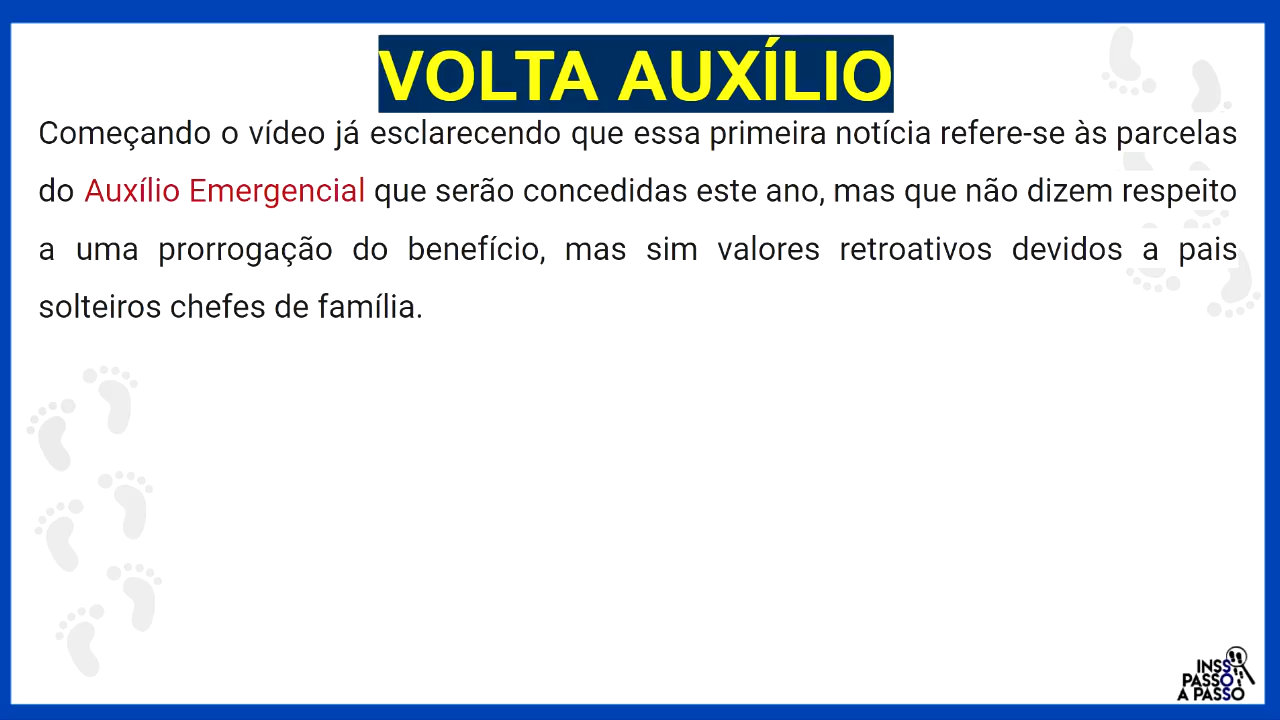 VOLTA AUXÍLIO
Começando o vídeo já esclarecendo que essa primeira notícia refere-se às parcelas
do Auxílio Emergencial que serão concedidas este ano, mas que não dizem respeito
a uma prorrogação do benefício, mas sim valores retroativos devidos a pais
solteiros chefes de família.
INSS
PASSO
A PASSO